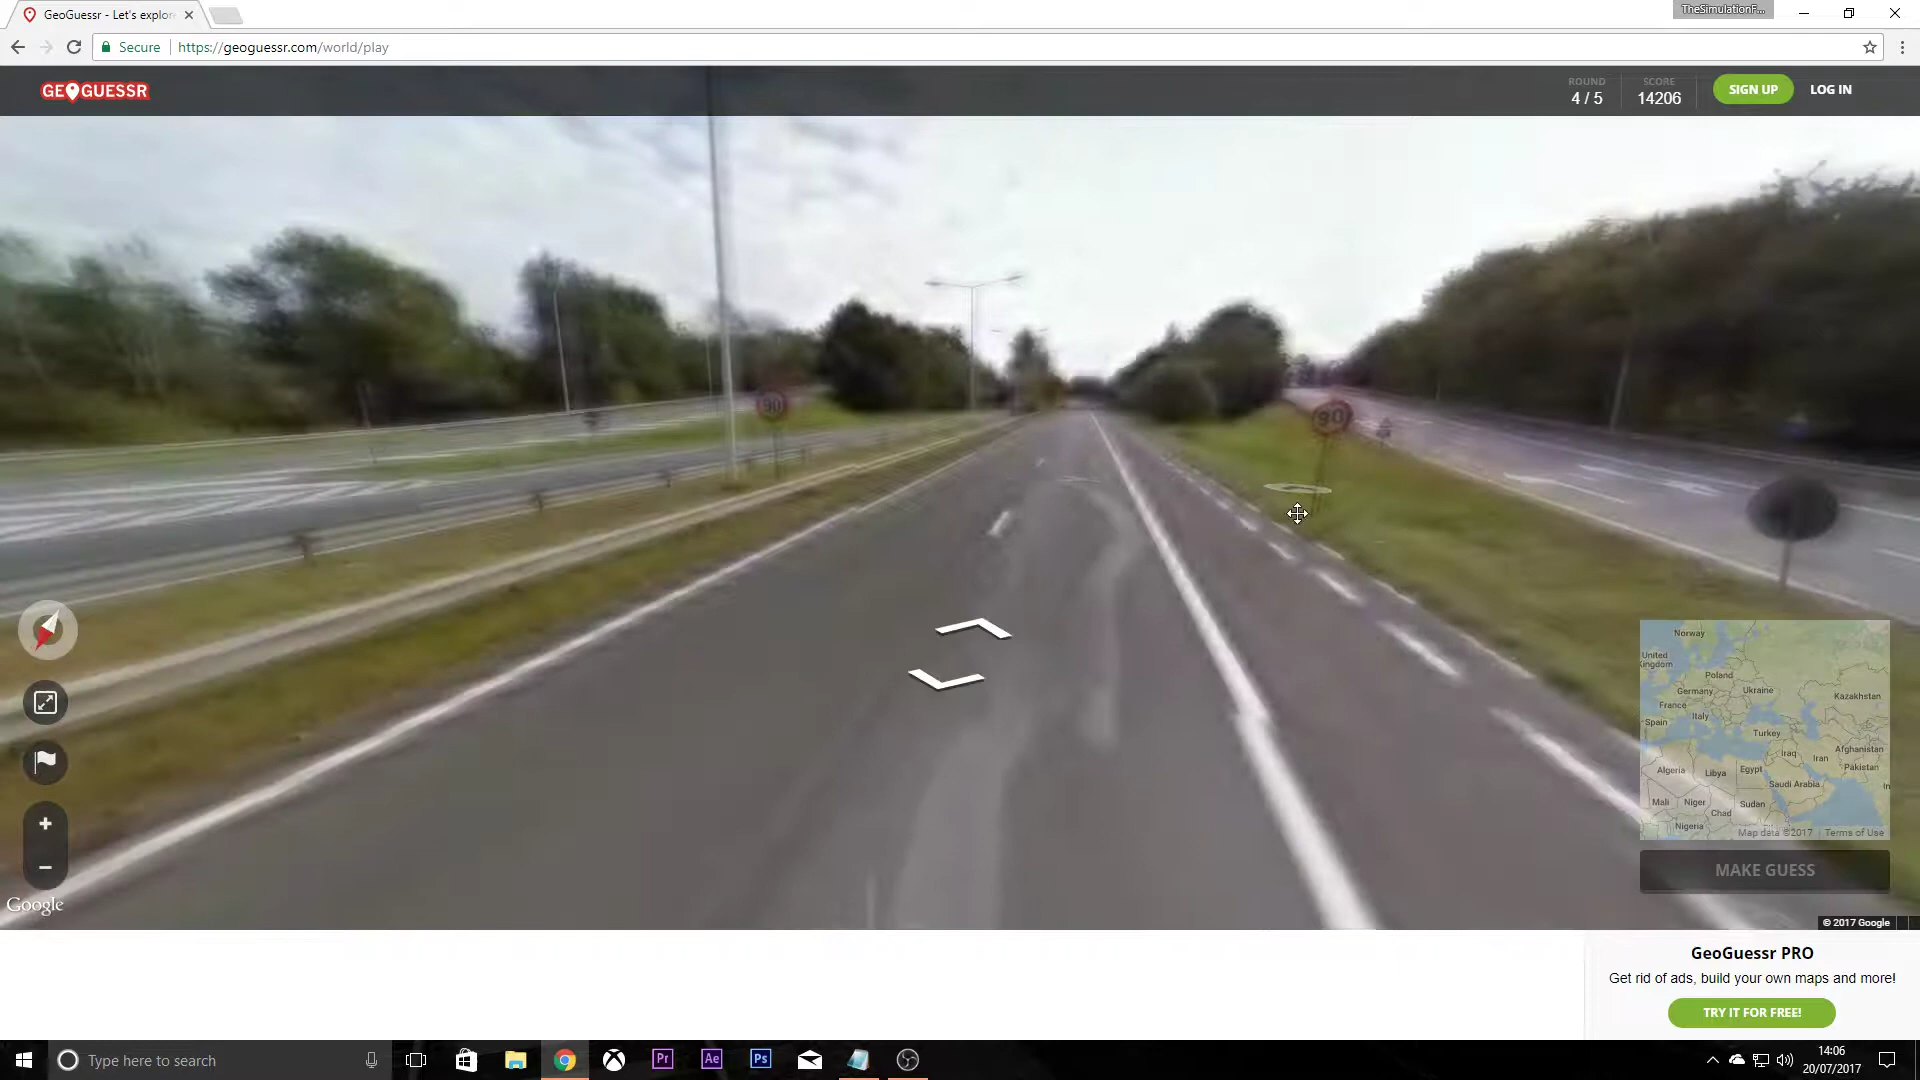 GeoGuessr - Let's explor
TheSimulationF...
Secure
https://geoguessr.com/world/play
GEOGUESSR
ROUND
4 / 5
SCORE
14206
SIGN UP
LOG IN
90
90
Norway
United
Kingdom
Poland
Germany
Ukraine
Kazakhstan
France
Spain
Italy
Turkey
Afghanistan
Iraq
Iran
Pakistan
Algeria
Libya
Egypt
Saudi Arabia
In
Mali
Niger
Sudan
Chad
Nigeria
Map data ©2017
Terms of Use
MAKE GUESS
Google
© 2017 Google
GeoGuessr PRO
Get rid of ads, build your own maps and more!
TRY IT FOR FREE!
Type here to search
Pr
Ae
Ps
14:06
20/07/2017